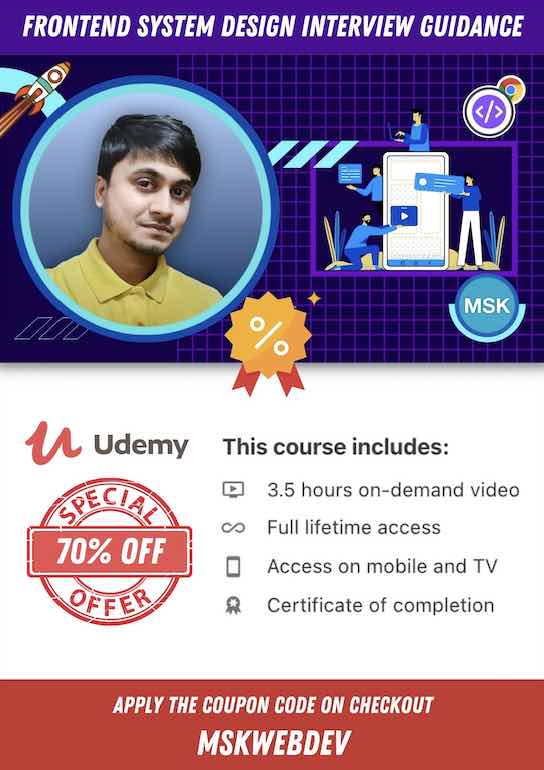 FRONTEND SYSTEM DESIGN INTERVIEW GUIDANCE
</>
MSK
%
Udemy
SPECIAL
70% OFF
OFFER
This course includes:
3.5 hours on-demand video
Full lifetime access
Access on mobile and TV
Certificate of completion
APPLY THE COUPON CODE ON CHECKOUT
MSKWEBDEV